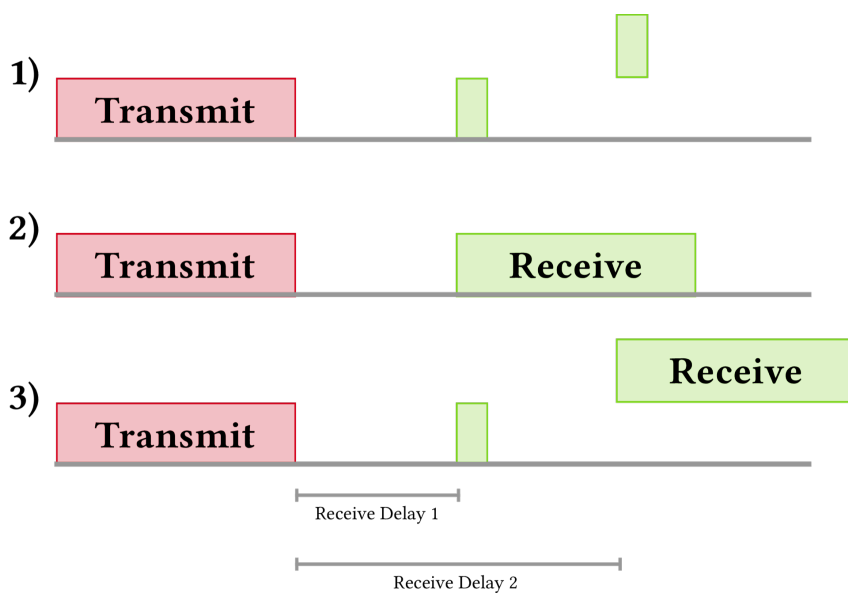 1)
Transmit
2)
Transmit
Receive
Receive
3)
Transmit
Receive Delay 1
Receive Delay 2